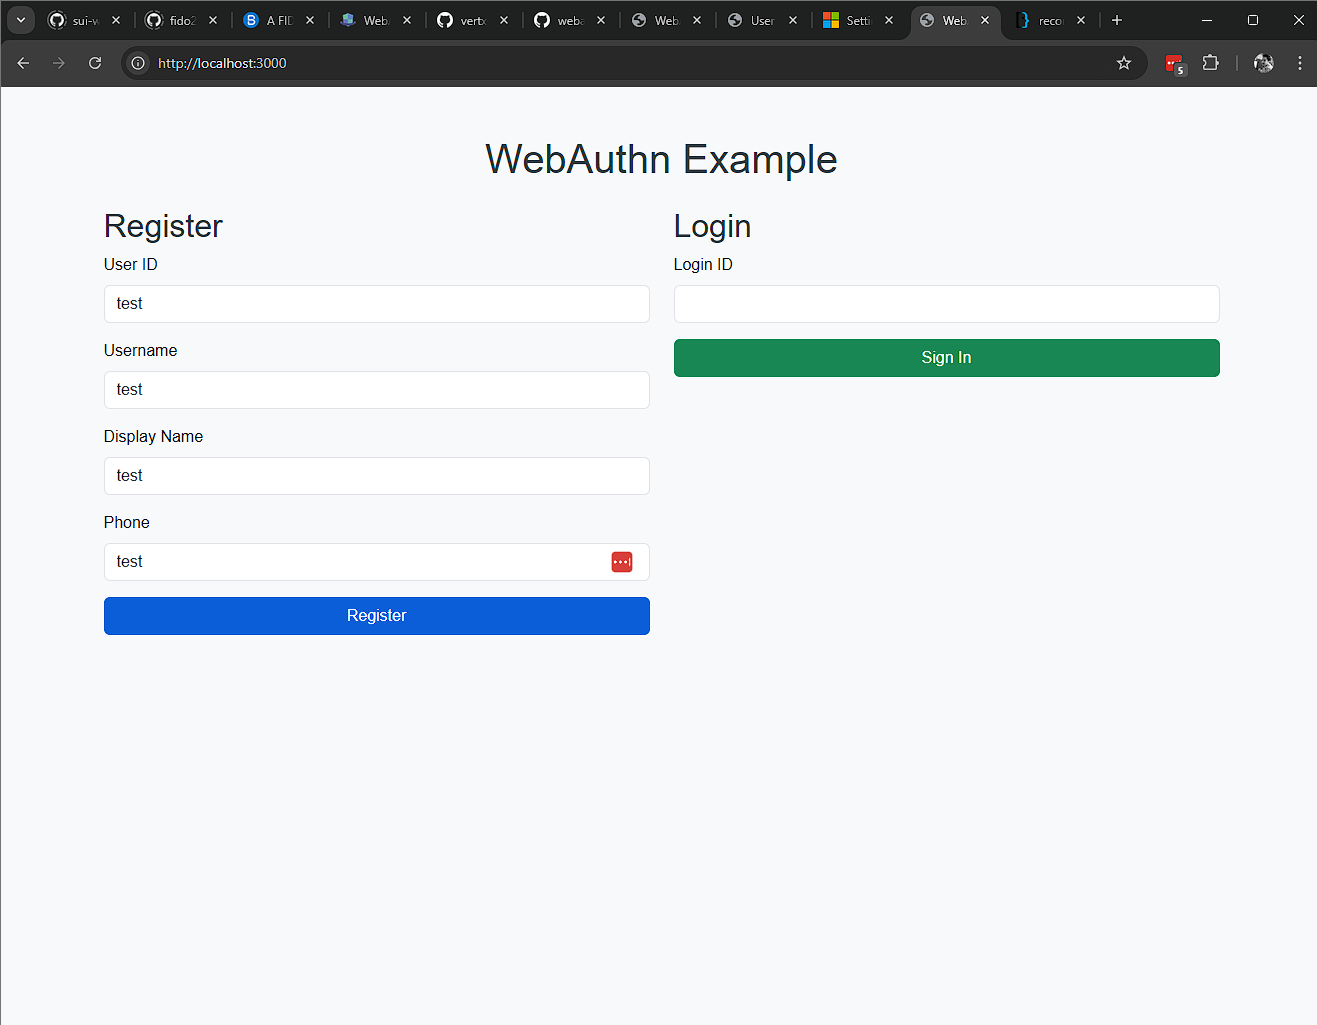 sui-w
fido2
A FID
WebA
vertx
weba
Web.
User
Setti
Web.
reco
http://localhost:3000
5
WebAuthn Example
Register
Login
User ID
Login ID
test
Username
Sign In
test
Display Name
test
Phone
test
Register